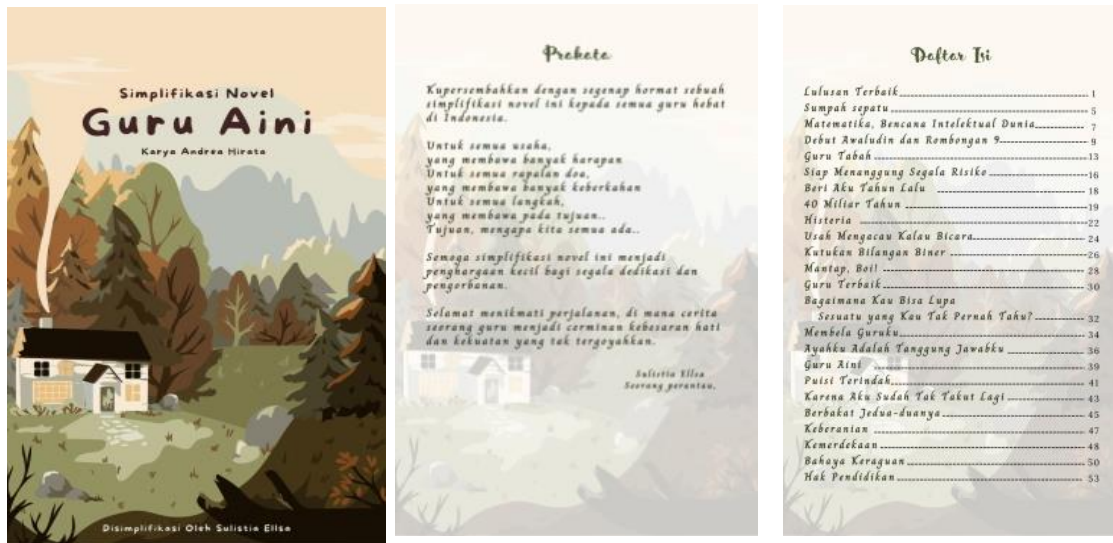 Simplifikasi Novel
Guru Aini
Karya Andrea Hirata
Disimplifikasi Oleh Sulistia Ellsa
Prakata
Kupersembahkan dengan segenap hormat sebuah
simplifikasi novel ini kepada semua guru hebat
di Indonesia.
Untuk semua usaha,
yang membawa banyak harapan
Untuk semua rapalan doa,
yang membawa banyak keberkahan
Untuk semua langkah,
yang membawa pada tujuan..
Tujuan, mengapa kita semua ada..
Semoga simplifikasi novel ini menjadi
penghargaan kecil bagi segala dedikasi dan
pengorbanan.
Selamat menikmati perjalanan, di mana cerita
seorang guru menjadi cerminan kebesaran hati
dan kekuatan yang tak tergoyahkan.
Sulistia Ellsa
Seorang perantau.
Daftar Isi
Lulusan Terbaik 1
Sumpah sepatu 5
Matematika, Bencana Intelektual Dunia 7
Debut Awaludin dan Rombongan 9 9
Guru Tabah 13
Siap Menanggung Segala Risiko 16
Beri Aku Tahun Lalu 18
40 Miliar Tahun 19
Histeria 22
Usah Mengacau Kalau Bicara 24
Kutukan Bilangan Biner 26
Mantap, Boi! 28
Guru Terbaik 30
Bagaimana Kau Bisa Lupa
Sesuatu yang Kau Tak Pernah Tahu? 32
Membela Guruku 34
Ayahku Adalah Tanggung Jawabku 36
Guru Aini 39
Puisi Terindah 41
Karena Aku Sudah Tak Takut Lagi 43
Berbakat Jedua-duanya 45
Keberanian 47
Kemerdekaan 48
Bahaya Keraguan 50
Hak Pendidikan 53